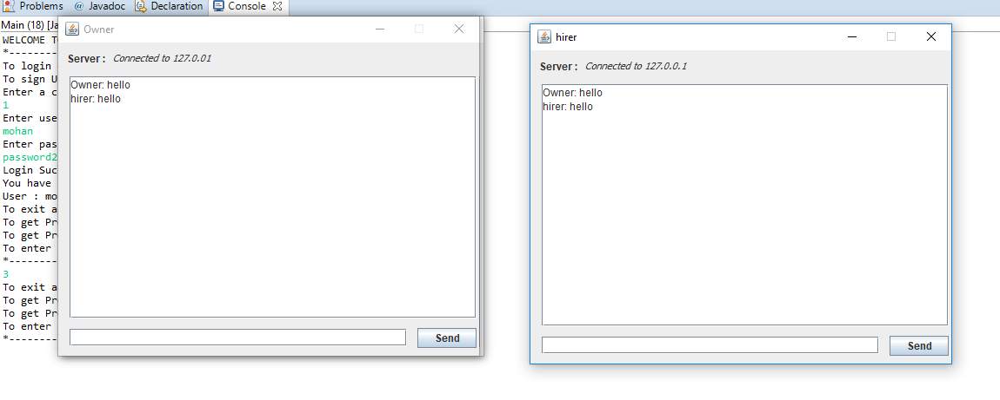 Problems @ Javadoc Declaration Console
Main (18) [Ja
WELCOME T
*---------
To login
To sign U
Enter a c
1
Enter use
mohan
Enter pas
password2
Login Suc
You have
User : mo
To exit a
To get Pr
To get Pr
To enter
*---------
3
To exit a
To get Pr
To get Pr
To enter
*---------
Owner
Server : Connected to 127.0.01
Owner: hello
hirer: hello
Send
hirer
Server : Connected to 127.0.0.1
Owner: hello
hirer: hello
Send